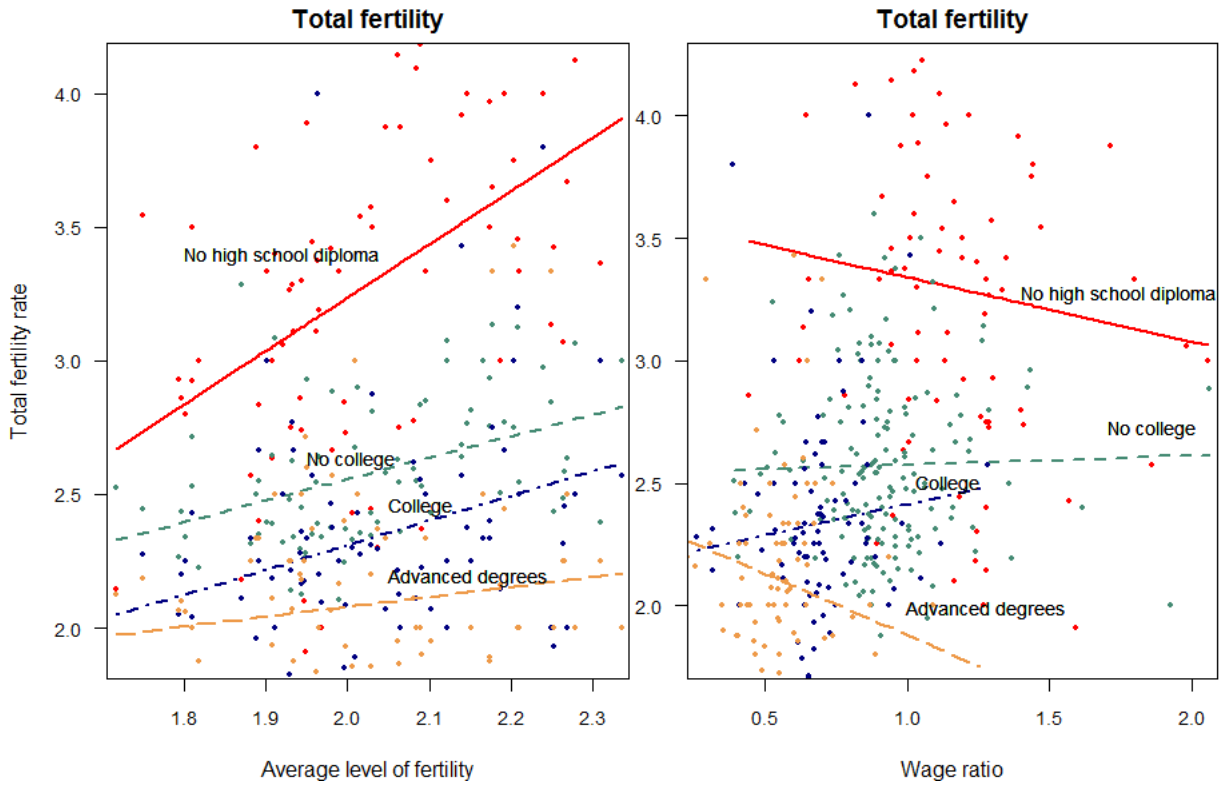 Total fertility
Total fertility rate
4.0
3.5
3.0
2.5
2.0
No high school diploma
No college
College
Advanced degrees
1.8 1.9 2.0 2.1 2.2 2.3
Average level of fertility
Total fertility
4.0
3.5
3.0
2.5
2.0
No high school diploma
No college
College
Advanced degrees
0.5 1.0 1.5 2.0
Wage ratio